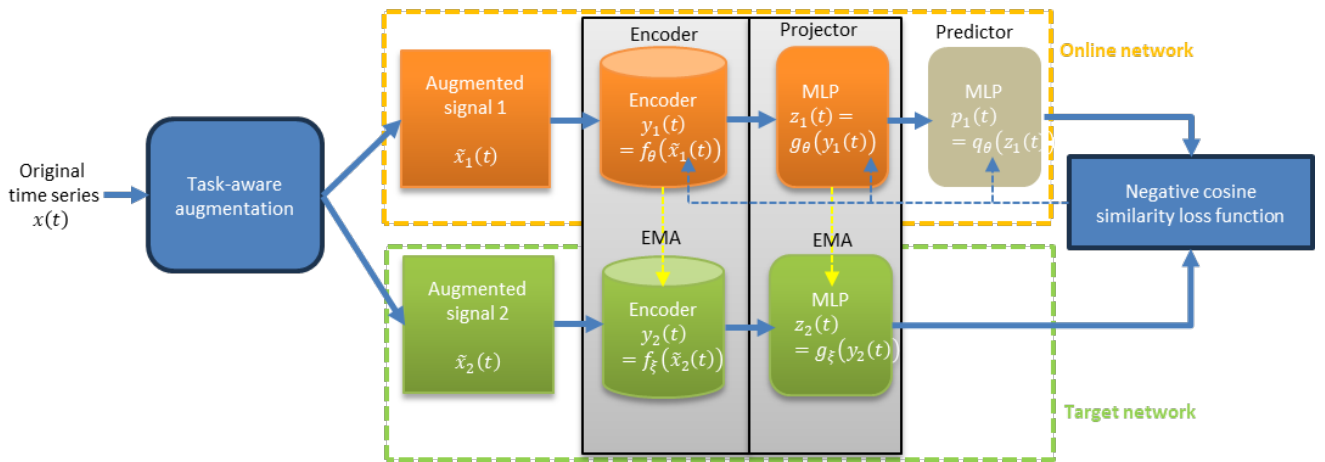 Encoder
Projector
Predictor
Online network
Augmented
signal 1
x̃₁(t)
Encoder
y₁(t)
= f_θ(x̃₁(t))
MLP
z₁(t) =
g_θ(y₁(t))
MLP
p₁(t)
= q_θ(z₁(t))
Original
time series
x(t)
Task-aware
augmentation
Negative cosine
similarity loss function
EMA
EMA
Augmented
signal 2
x̃₂(t)
Encoder
y₂(t)
= f_ξ(x̃₂(t))
MLP
z₂(t)
= g_ξ(y₂(t))
Target network